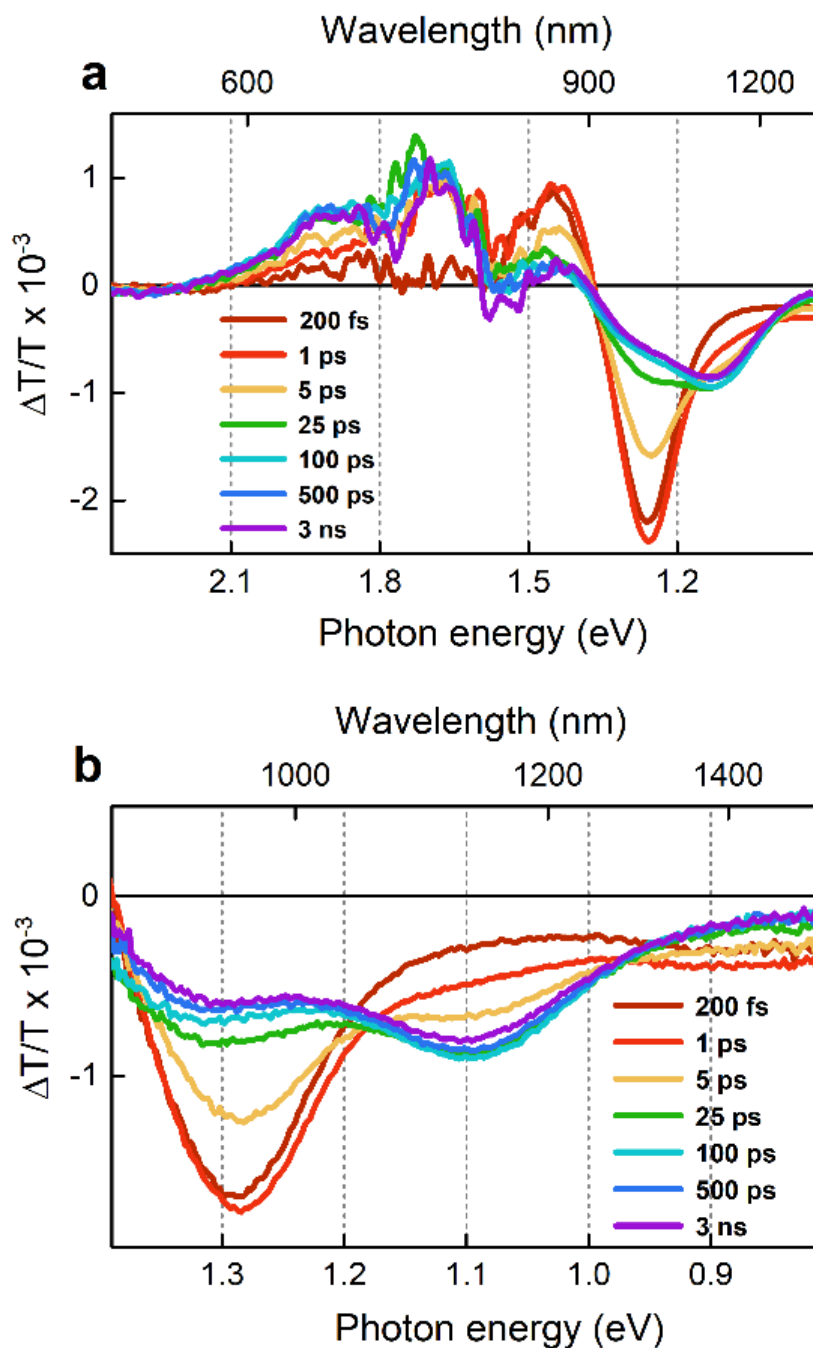 Wavelength (nm)
a
600 900 1200
1
0
-1
-2
ΔT/T x 10⁻³
200 fs
1 ps
5 ps
25 ps
100 ps
500 ps
3 ns
2.1 1.8 1.5 1.2
Photon energy (eV)
Wavelength (nm)
b
1000 1200 1400
0
-1
ΔT/T x 10⁻³
200 fs
1 ps
5 ps
25 ps
100 ps
500 ps
3 ns
1.3 1.2 1.1 1.0 0.9
Photon energy (eV)